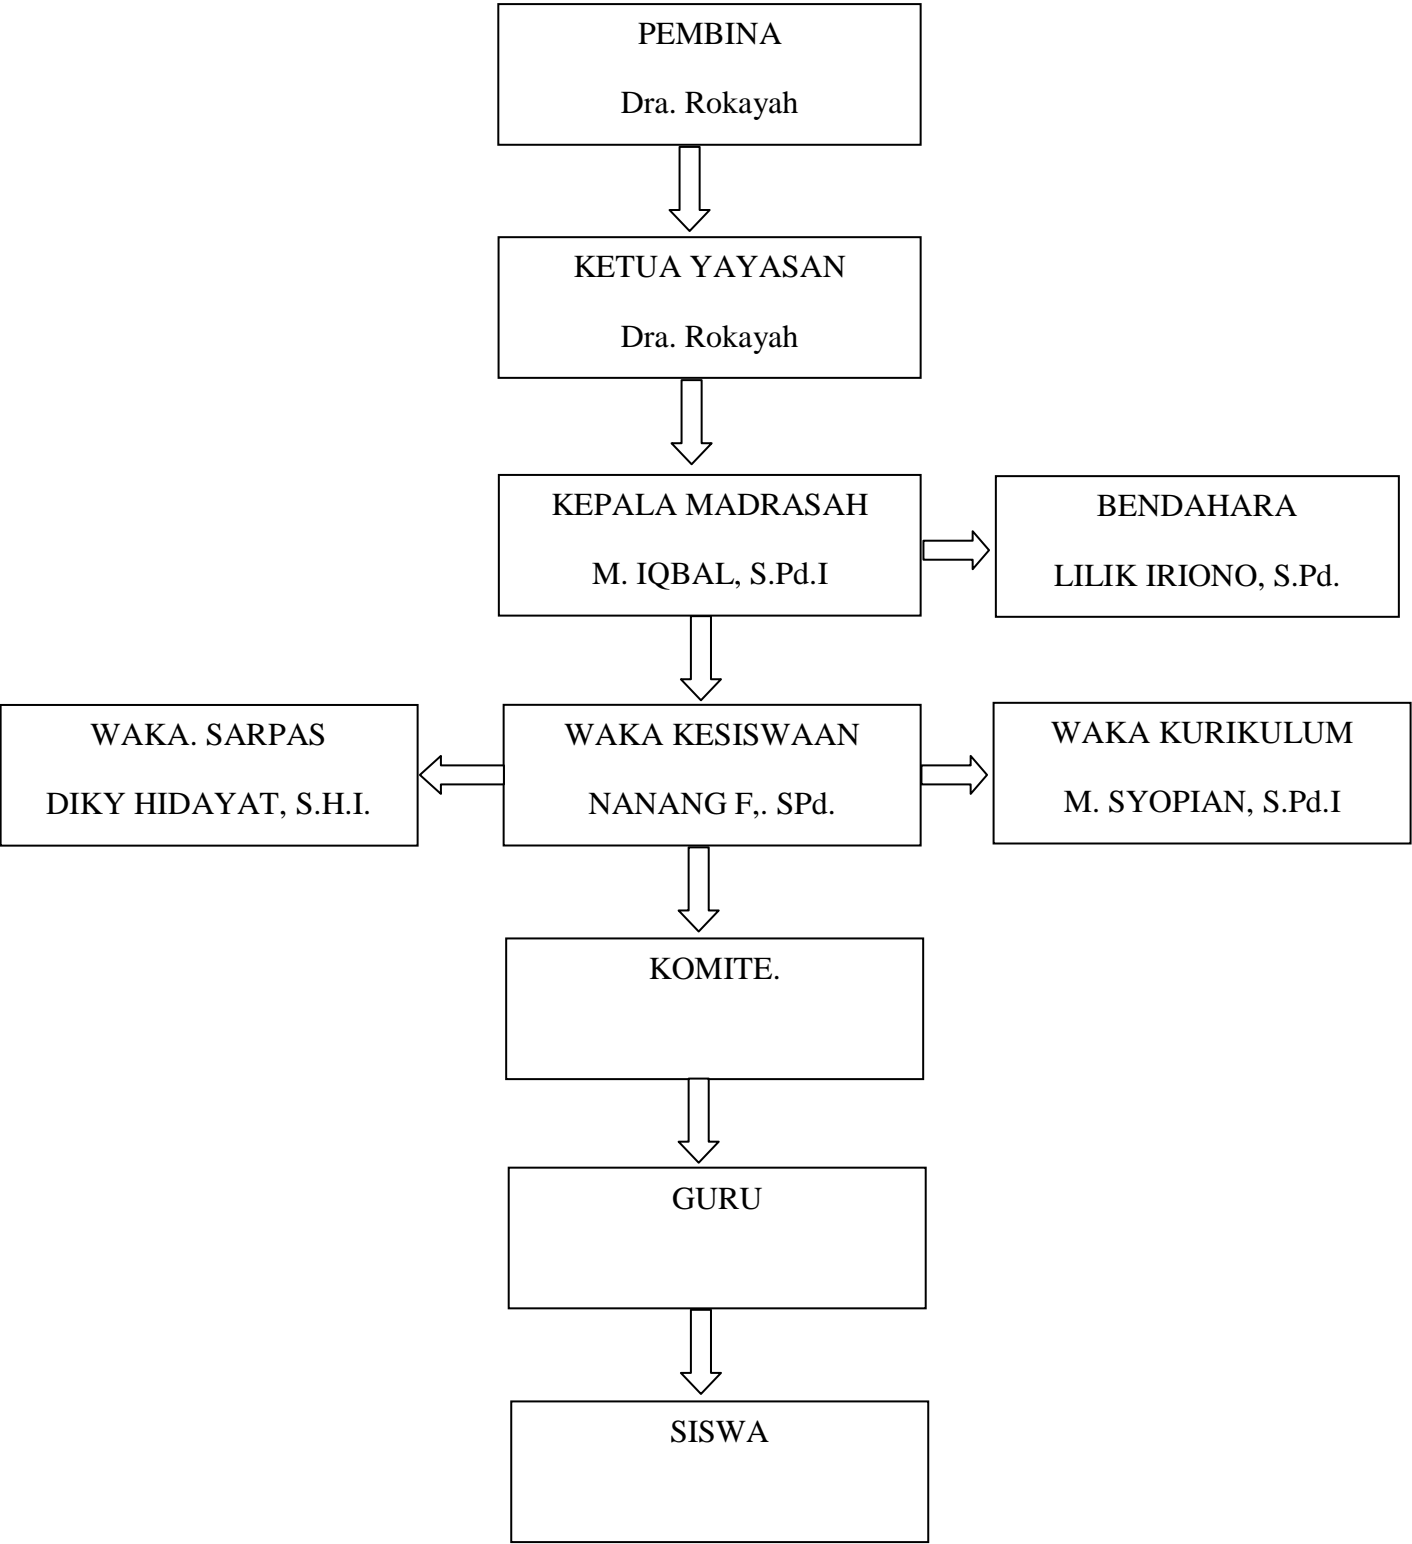 PEMBINA
Dra. Rokayah
KETUA YAYASAN
Dra. Rokayah
KEPALA MADRASAH
M. IQBAL, S.Pd.I
BENDAHARA
LILIK IRIONO, S.Pd.
WAKA. SARPAS
DIKY HIDAYAT, S.H.I.
WAKA KESISWAAN
NANANG F,. SPd.
WAKA KURIKULUM
M. SYOPIAN, S.Pd.I
KOMITE.
GURU
SISWA